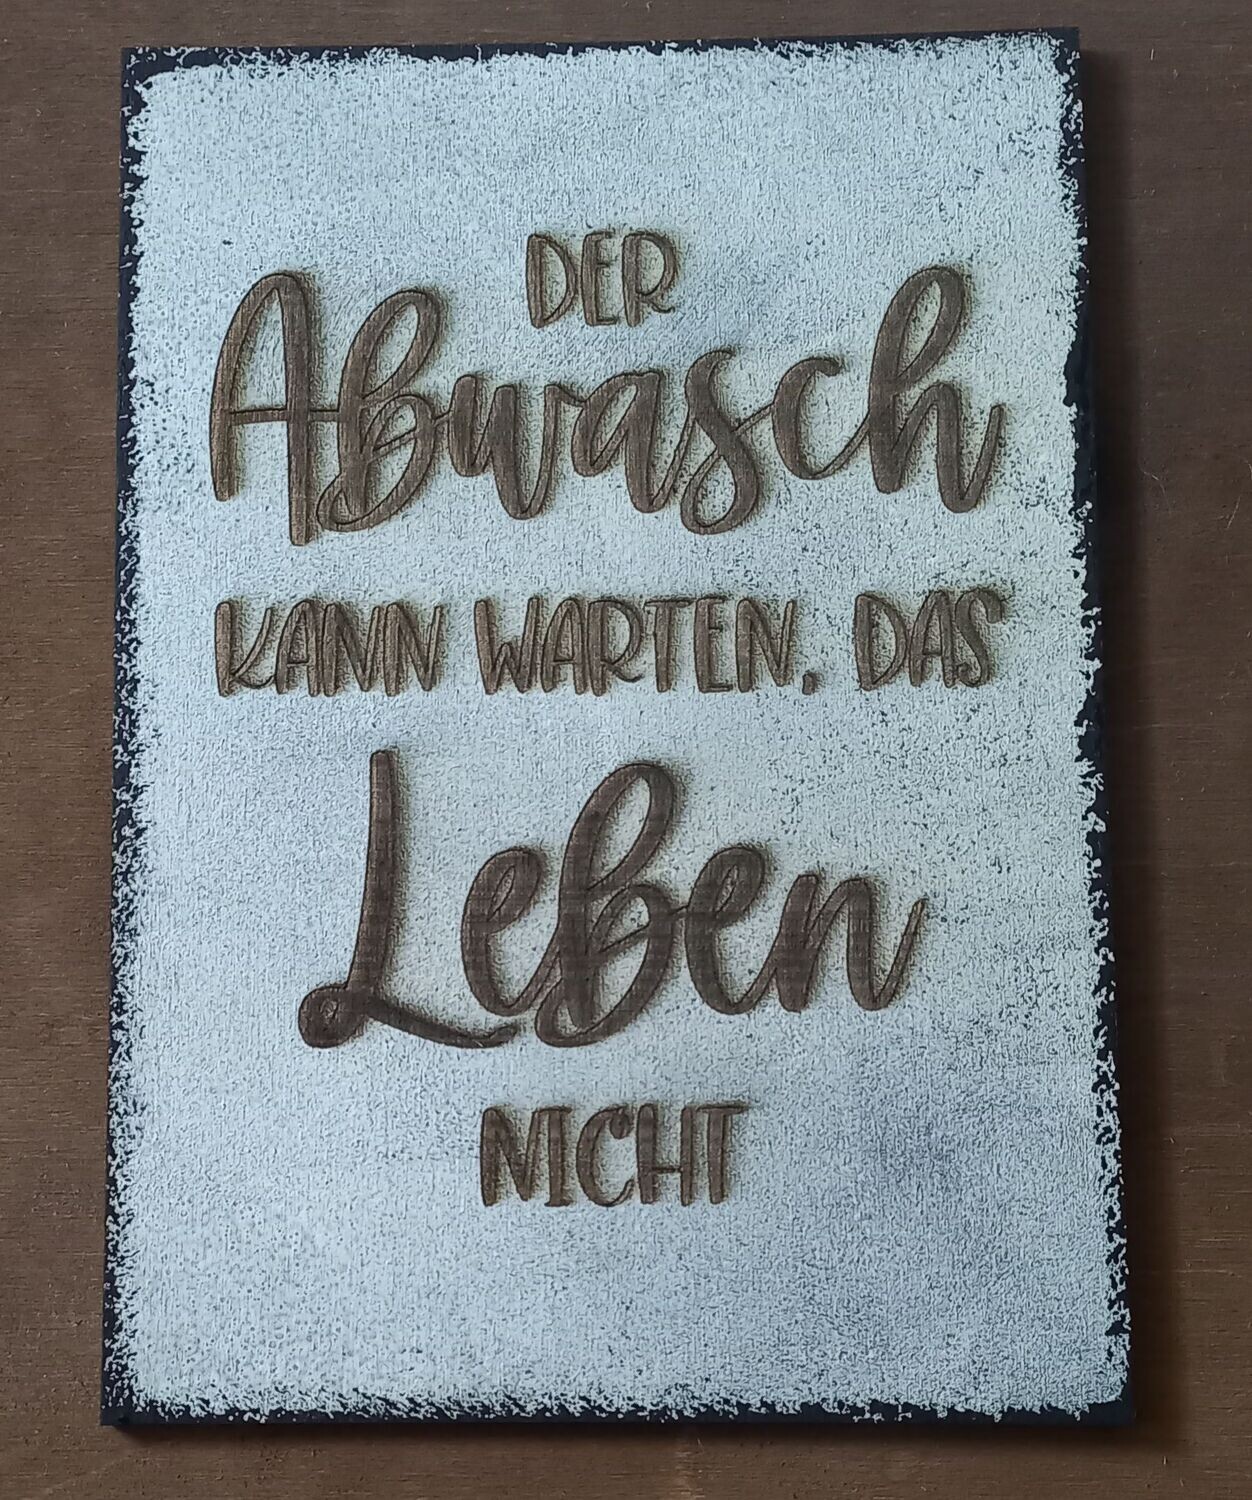 DER
Abwasch
KANN WARTEN, DAS
Leben
NICHT